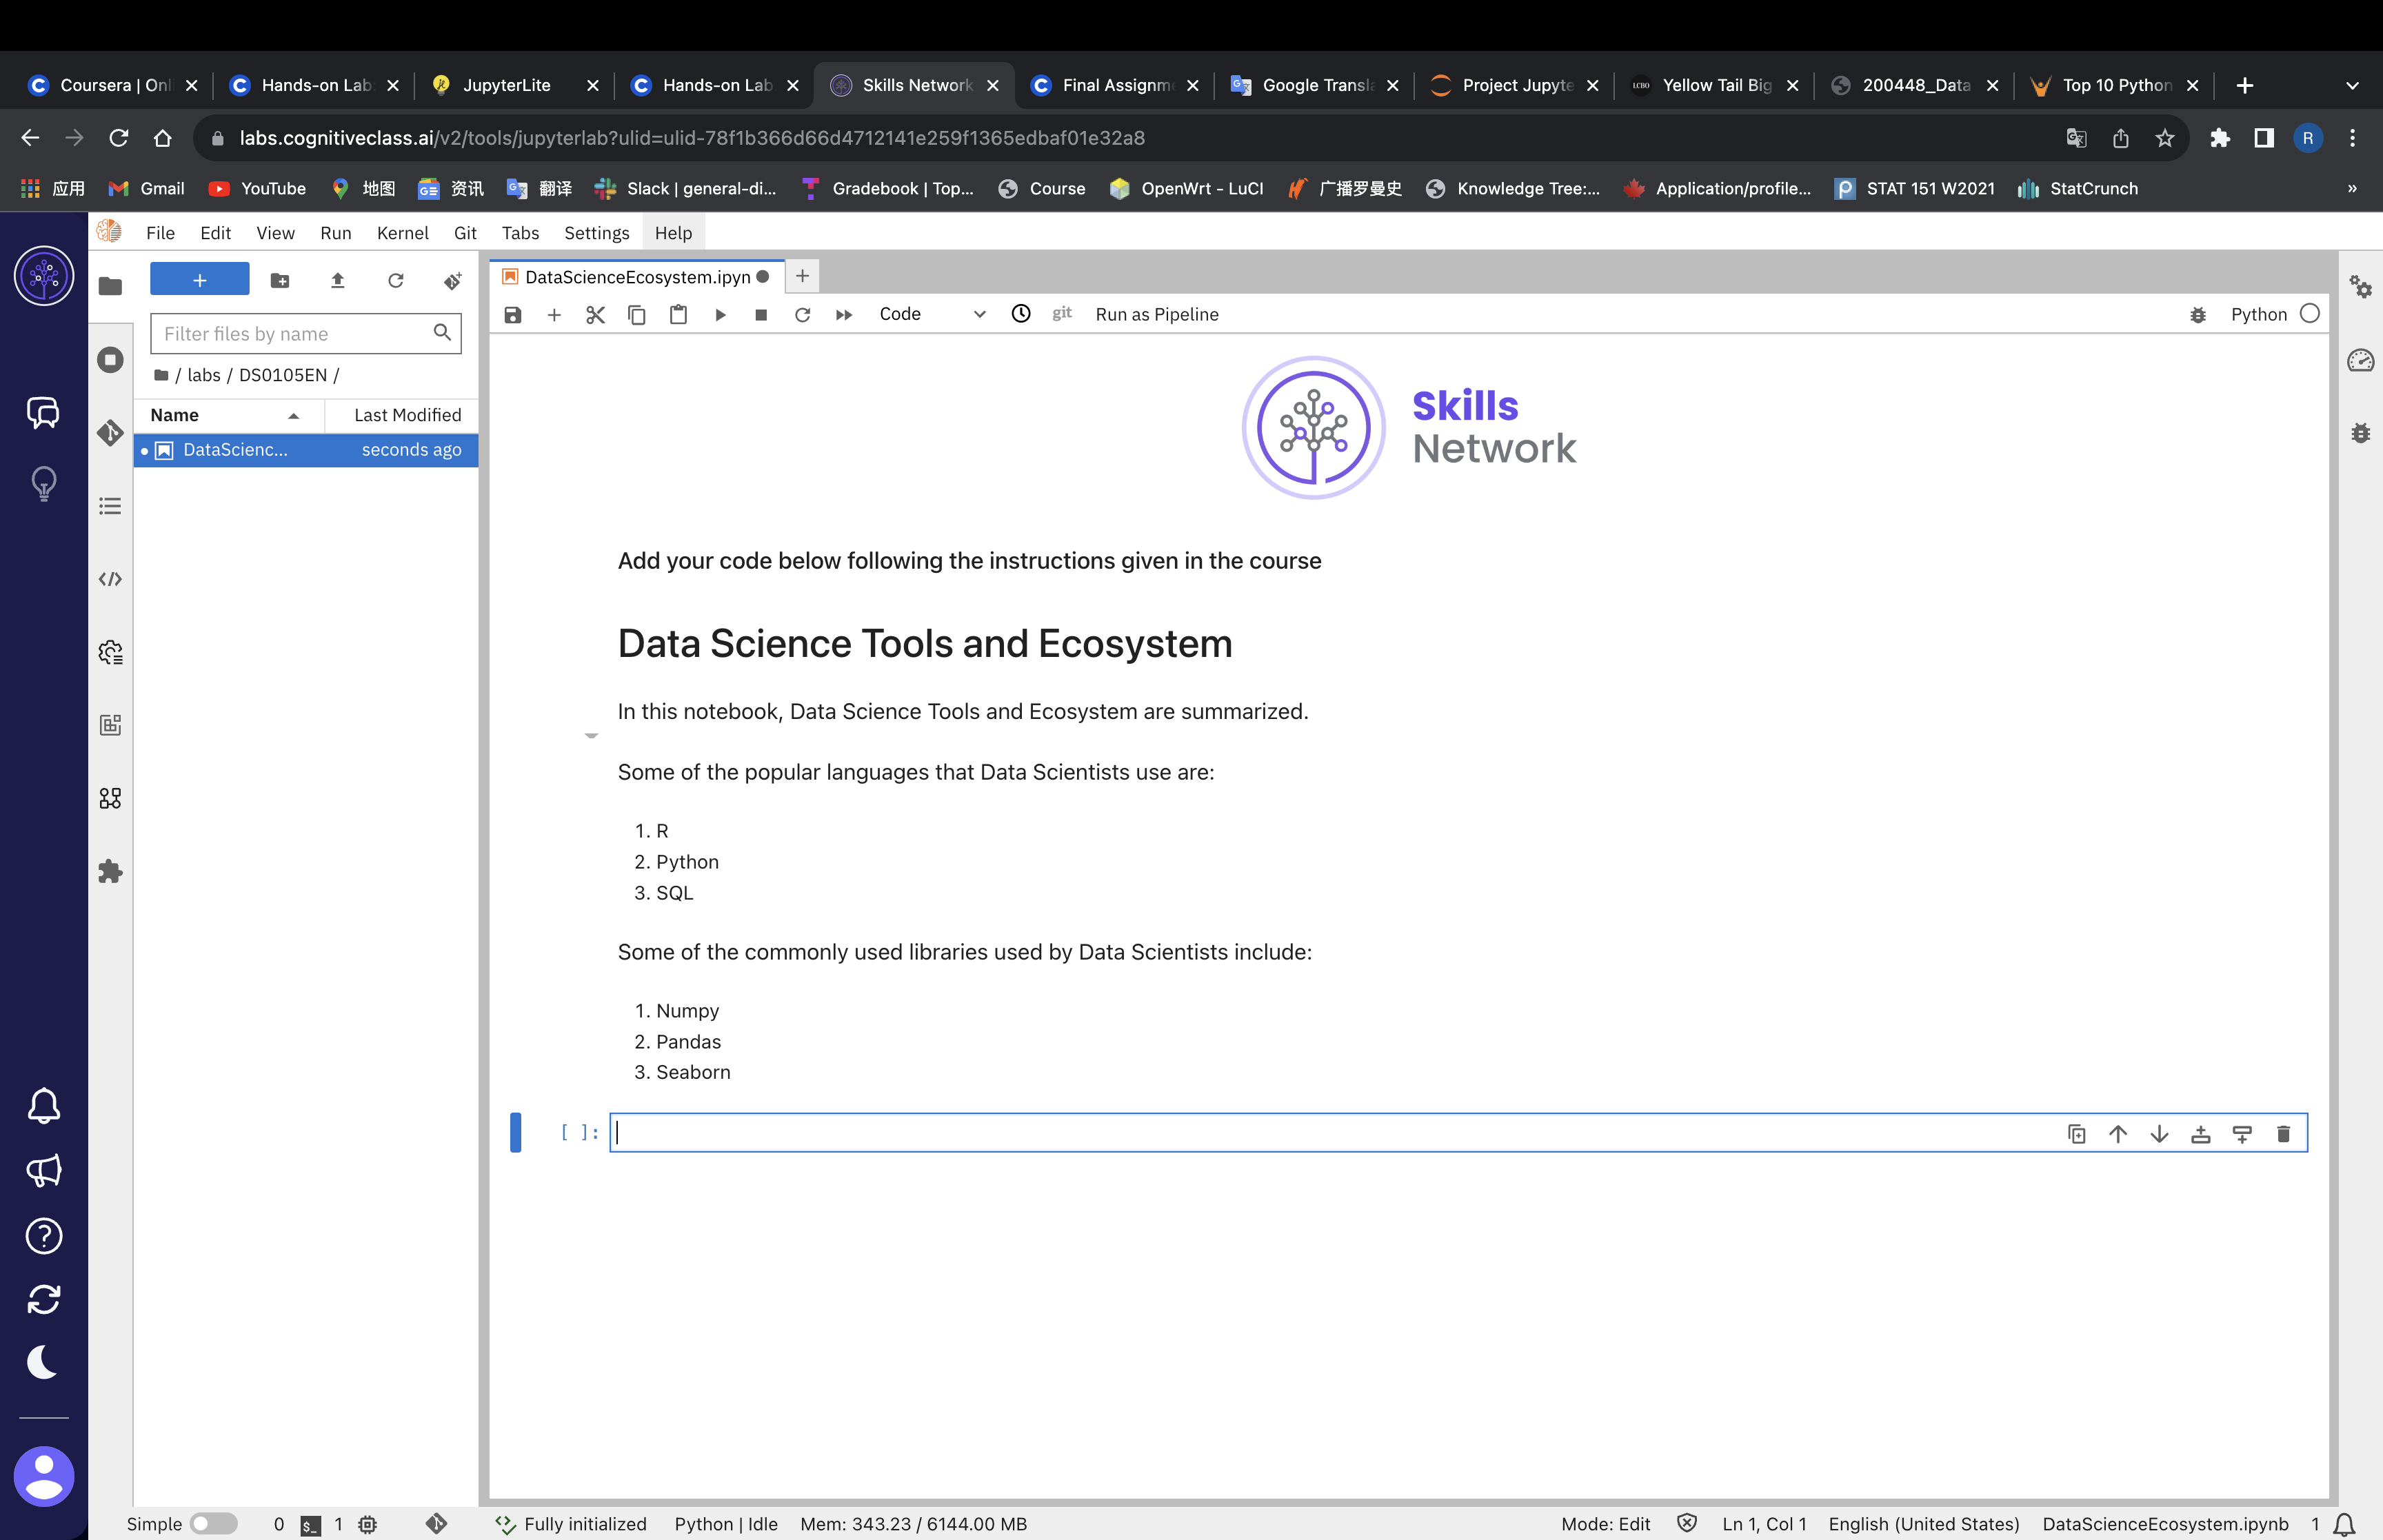 Coursera | Onl
Hands-on Lab
JupyterLite
Hands-on Lab
Skills Network
Final Assignme
Google Transla
Project Jupyte
LCBO Yellow Tail Big
200448_Data
Top 10 Python
labs.cognitiveclass.ai/v2/tools/jupyterlab?ulid=ulid-78f1b366d66d4712141e259f1365edbaf01e32a8
R
应用 Gmail YouTube 地图 资讯 翻译 Slack | general-di... Gradebook | Top... Course OpenWrt - LuCI 广播罗曼史 Knowledge Tree:... Application/profile... STAT 151 W2021 StatCrunch »
File Edit View Run Kernel Git Tabs Settings Help
DataScienceEcosystem.ipyn
Code
git
Run as Pipeline
Python
Filter files by name
/ labs / DS0105EN /
Name Last Modified
DataScienc... seconds ago
Skills
Network
Add your code below following the instructions given in the course
Data Science Tools and Ecosystem
In this notebook, Data Science Tools and Ecosystem are summarized.
Some of the popular languages that Data Scientists use are:
1. R
2. Python
3. SQL
Some of the commonly used libraries used by Data Scientists include:
1. Numpy
2. Pandas
3. Seaborn
[ ]:
Simple 0 $_ 1 Fully initialized Python | Idle Mem: 343.23 / 6144.00 MB Mode: Edit Ln 1, Col 1 English (United States) DataScienceEcosystem.ipynb 1